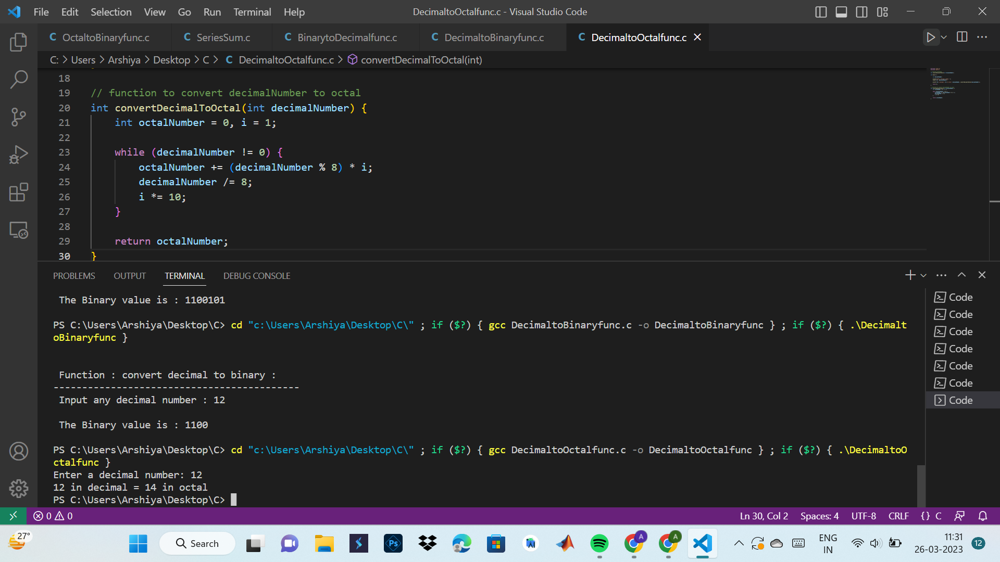 File Edit Selection View Go Run Terminal Help
DecimaltoOctalfunc.c - Visual Studio Code
C OctaltoBinaryfunc.c
C SeriesSum.c
C BinarytoDecimalfunc.c
C DecimaltoBinaryfunc.c
C DecimaltoOctalfunc.c
C: > Users > Arshiya > Desktop > C > C DecimaltoOctalfunc.c > convertDecimalToOctal(int)
18
19 // function to convert decimalNumber to octal
20 int convertDecimalToOctal(int decimalNumber) {
21     int octalNumber = 0, i = 1;
22
23     while (decimalNumber != 0) {
24         octalNumber += (decimalNumber % 8) * i;
25         decimalNumber /= 8;
26         i *= 10;
27     }
28
29     return octalNumber;
30 }
PROBLEMS OUTPUT TERMINAL DEBUG CONSOLE
The Binary value is : 1100101
PS C:\Users\Arshiya\Desktop\C> cd "c:\Users\Arshiya\Desktop\C\" ; if ($?) { gcc DecimaltoBinaryfunc.c -o DecimaltoBinaryfunc } ; if ($?) { .\Decimalt
oBinaryfunc }
Function : convert decimal to binary :
-------------------------------------------
Input any decimal number : 12
The Binary value is : 1100
PS C:\Users\Arshiya\Desktop\C> cd "c:\Users\Arshiya\Desktop\C\" ; if ($?) { gcc DecimaltoOctalfunc.c -o DecimaltoOctalfunc } ; if ($?) { .\DecimaltoO
ctalfunc }
Enter a decimal number: 12
12 in decimal = 14 in octal
PS C:\Users\Arshiya\Desktop\C>
Code
Code
Code
Code
Code
Code
Code
0 0
Ln 30, Col 2 Spaces: 4 UTF-8 CRLF {} C
27°
Search
Ps
A
A
ENG
IN
11:31
26-03-2023
12